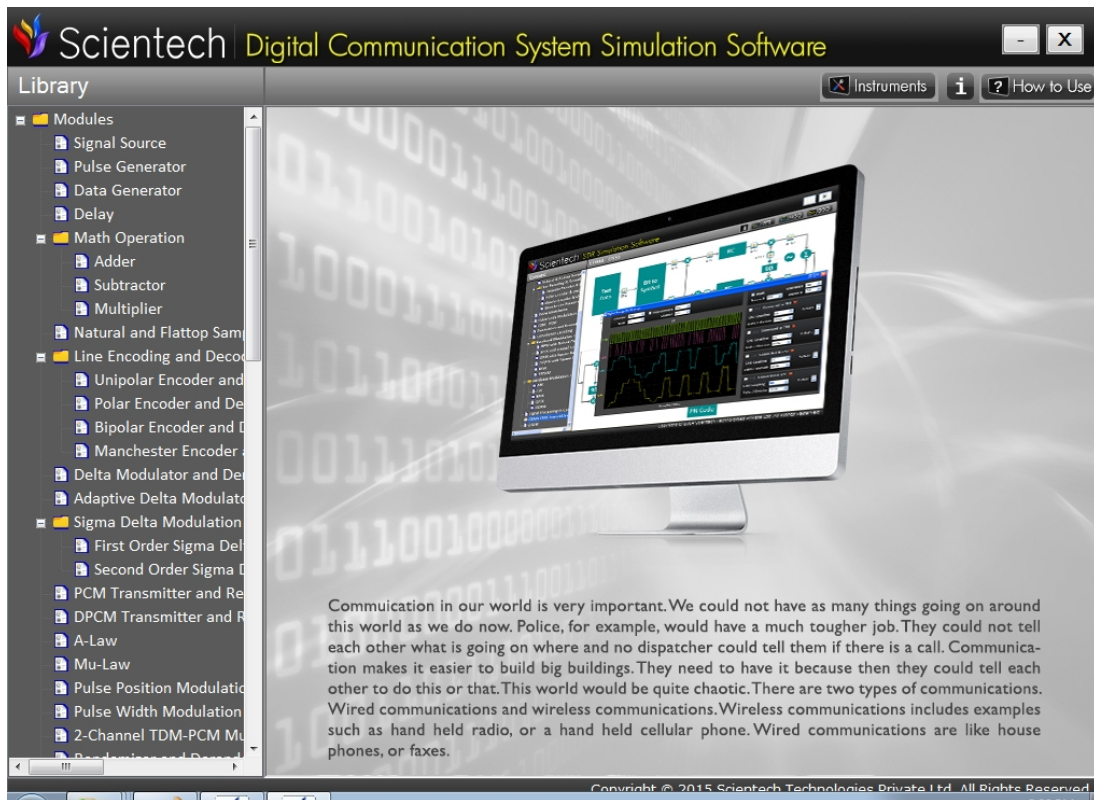 Scientech Digital Communication System Simulation Software
- X
Library
Instruments i ? How to Use
Modules
Signal Source
Pulse Generator
Data Generator
Delay
Math Operation
Adder
Subtractor
Multiplier
Natural and Flattop Sam
Line Encoding and Deco
Unipolar Encoder and
Polar Encoder and De
Bipolar Encoder and
Manchester Encoder
Delta Modulator and De
Adaptive Delta Modulato
Sigma Delta Modulation
First Order Sigma Del
Second Order Sigma
PCM Transmitter and Re
DPCM Transmitter and R
A-Law
Mu-Law
Pulse Position Modulatio
Pulse Width Modulation
2-Channel TDM-PCM Mu
Scientech SDR Simulation Software
PN Code
Commuication in our world is very important. We could not have as many things going on around
this world as we do now. Police, for example, would have a much tougher job. They could not tell
each other what is going on where and no dispatcher could tell them if there is a call. Communica-
tion makes it easier to build big buildings. They need to have it because then they could tell each
other to do this or that. This world would be quite chaotic. There are two types of communications.
Wired communications and wireless communications. Wireless communications includes examples
such as hand held radio, or a hand held cellular phone. Wired communications are like house
phones, or faxes.
Copyright © 2015 Scientech Technologies Private Ltd. All Rights Reserved